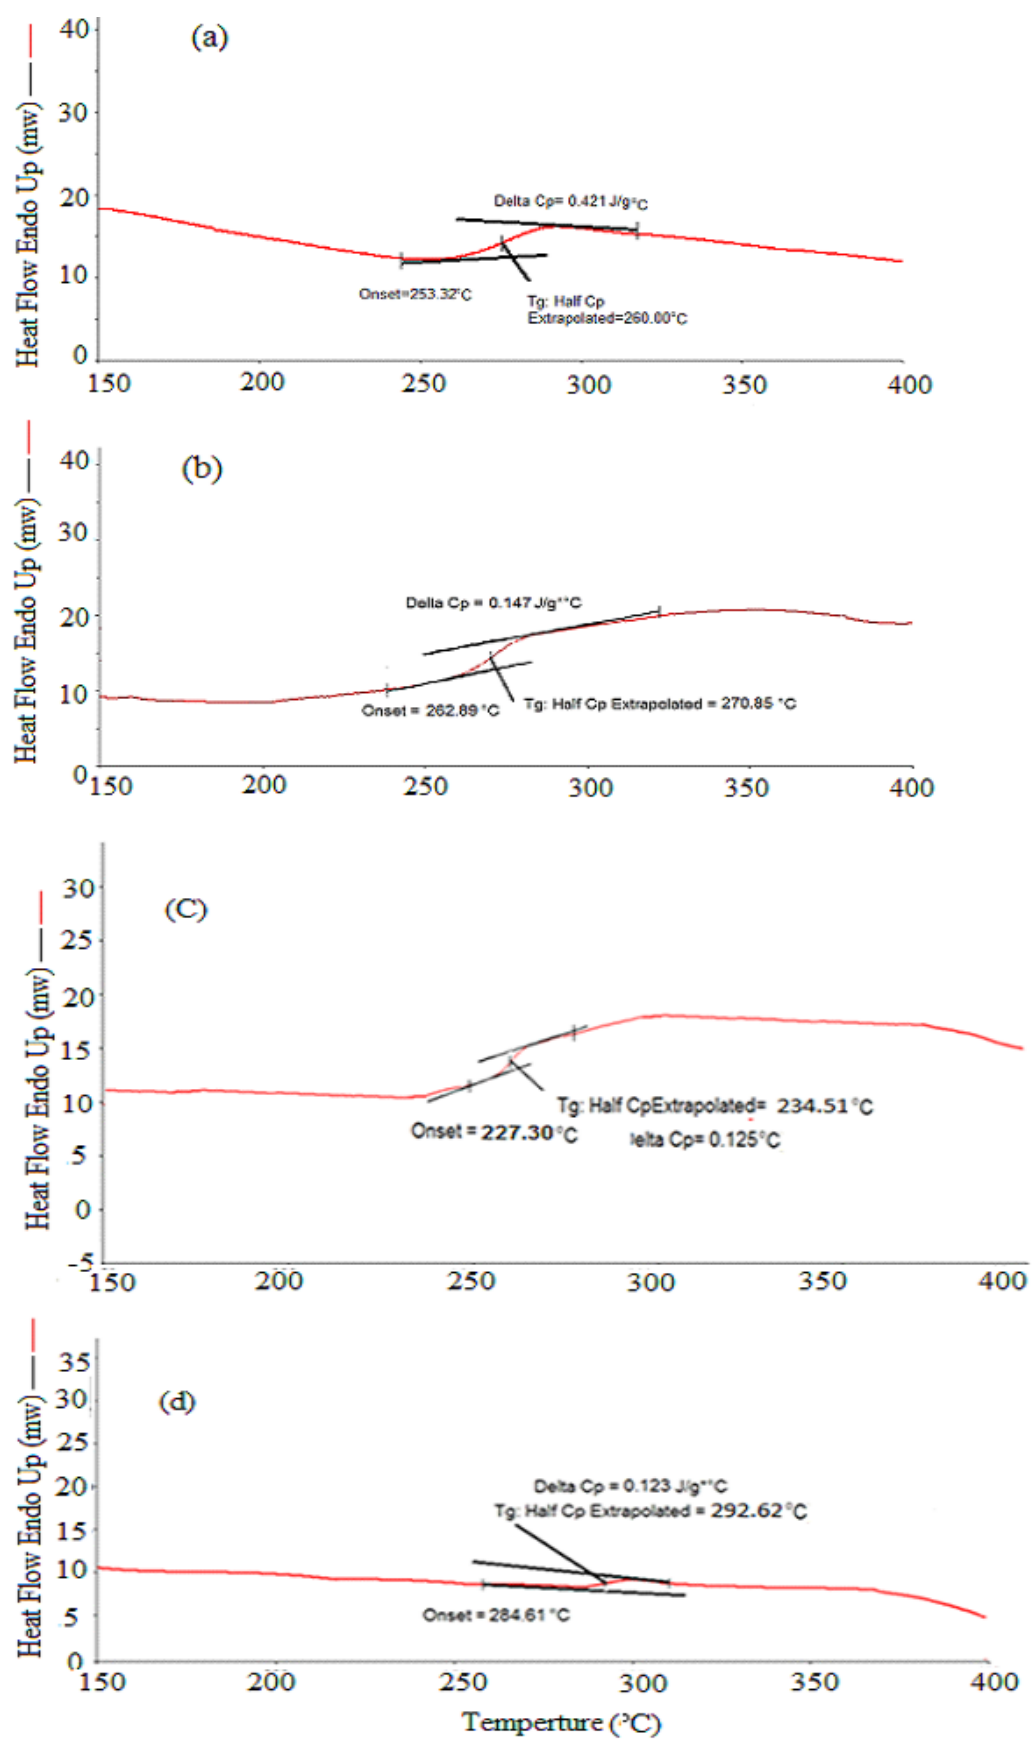 (a)
Heat Flow Endo Up (mw)
40
30
20
10
0
Delta Cp= 0.421 J/g*°C
Onset=253.32°C
Tg: Half Cp
Extrapolated=260.00°C
150 200 250 300 350 400
(b)
Heat Flow Endo Up (mw)
40
30
20
10
0
Delta Cp = 0.147 J/g*°C
Onset = 262.89 °C
Tg: Half Cp Extrapolated = 270.85 °C
150 200 250 300 350 400
(C)
Heat Flow Endo Up (mw)
30
25
20
15
10
5
0
-5
Tg: Half CpExtrapolated= 234.51°C
Onset = 227.30°C
lelta Cp= 0.125°C
150 200 250 300 350 400
(d)
Heat Flow Endo Up (mw)
35
30
25
20
15
10
5
0
Delta Cp = 0.123 J/g*°C
Tg: Half Cp Extrapolated = 292.62°C
Onset = 284.61°C
150 200 250 300 350 400
Temperture (°C)